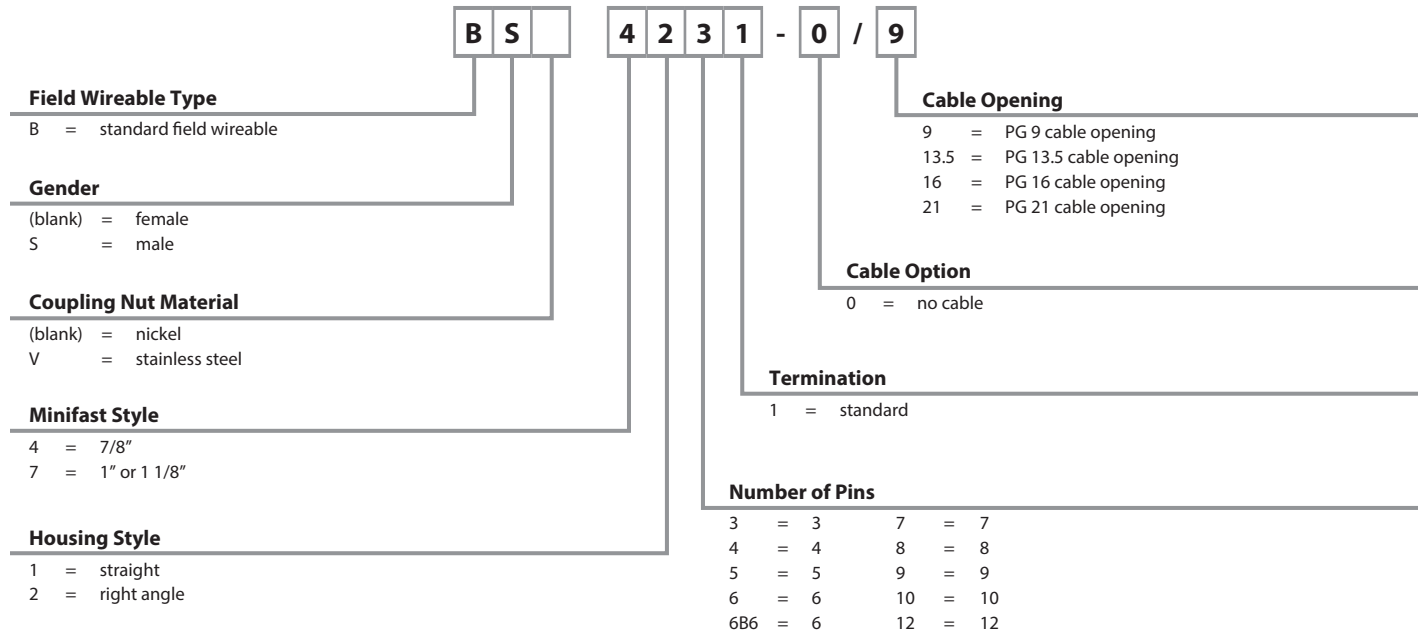 B S 4 2 3 1 - 0 / 9
Field Wireable Type
B = standard field wireable
Gender
(blank) = female
S = male
Coupling Nut Material
(blank) = nickel
V = stainless steel
Minifast Style
4 = 7/8”
7 = 1” or 1 1/8”
Housing Style
1 = straight
2 = right angle
Cable Opening
9 = PG 9 cable opening
13.5 = PG 13.5 cable opening
16 = PG 16 cable opening
21 = PG 21 cable opening
Cable Option
0 = no cable
Termination
1 = standard
Number of Pins
3 = 3 7 = 7
4 = 4 8 = 8
5 = 5 9 = 9
6 = 6 10 = 10
6B6 = 6 12 = 12